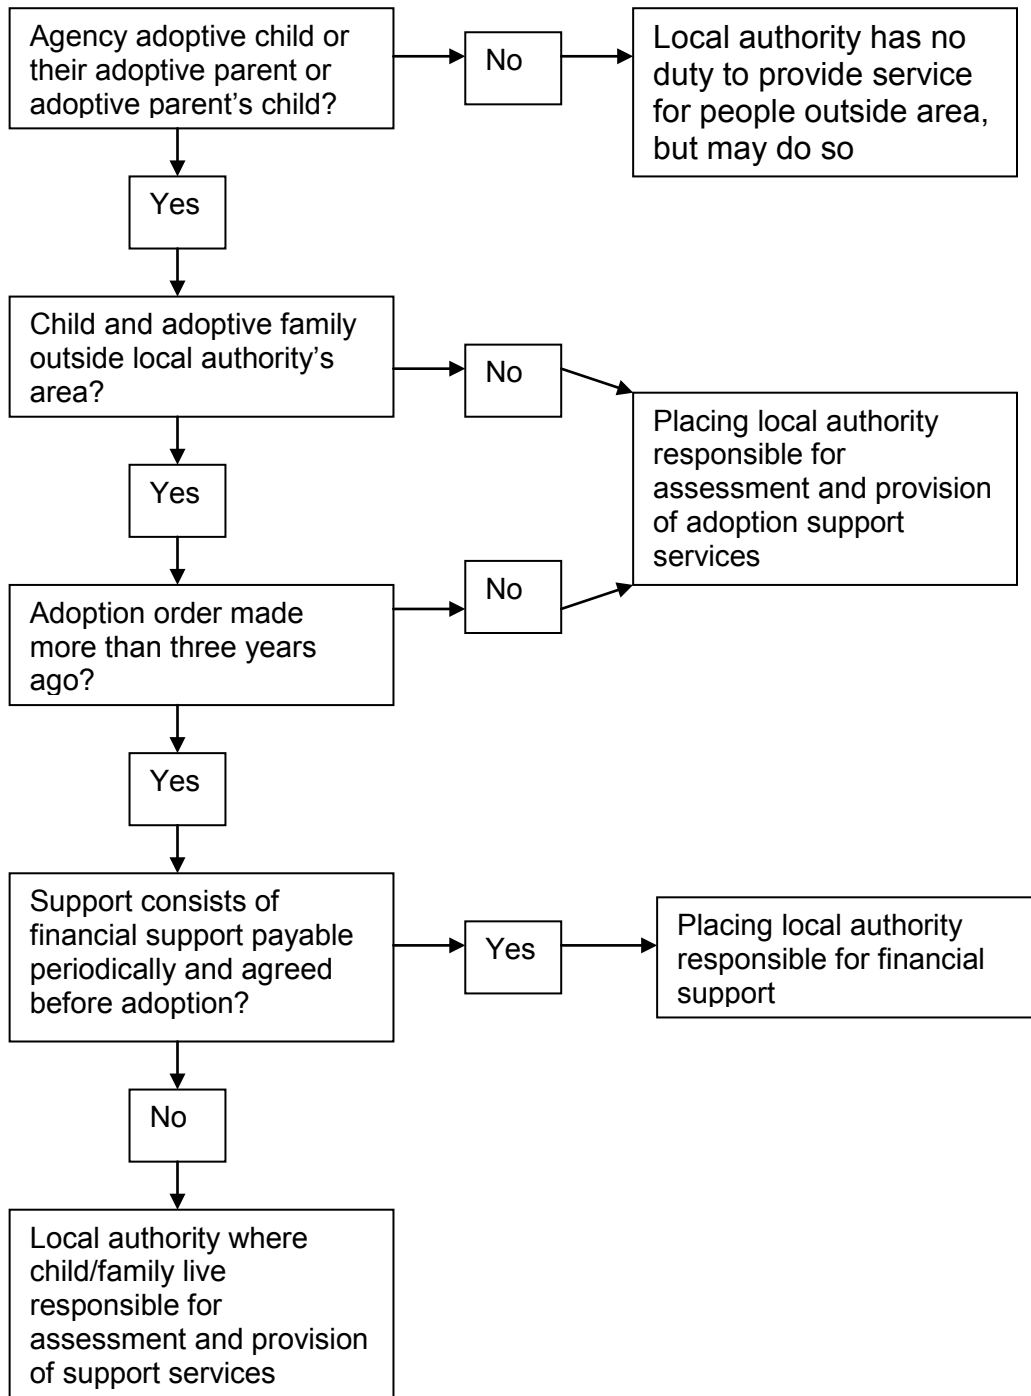 Agency adoptive child or
their adoptive parent or
adoptive parent’s child?
No
Local authority has no
duty to provide service
for people outside area,
but may do so
Yes
Child and adoptive family
outside local authority’s
area?
No
Placing local authority
responsible for
assessment and provision
of adoption support
services
Yes
Adoption order made
more than three years
ago?
No
Yes
Support consists of
financial support payable
periodically and agreed
before adoption?
Yes
Placing local authority
responsible for financial
support
No
Local authority where
child/family live
responsible for
assessment and provision
of support services